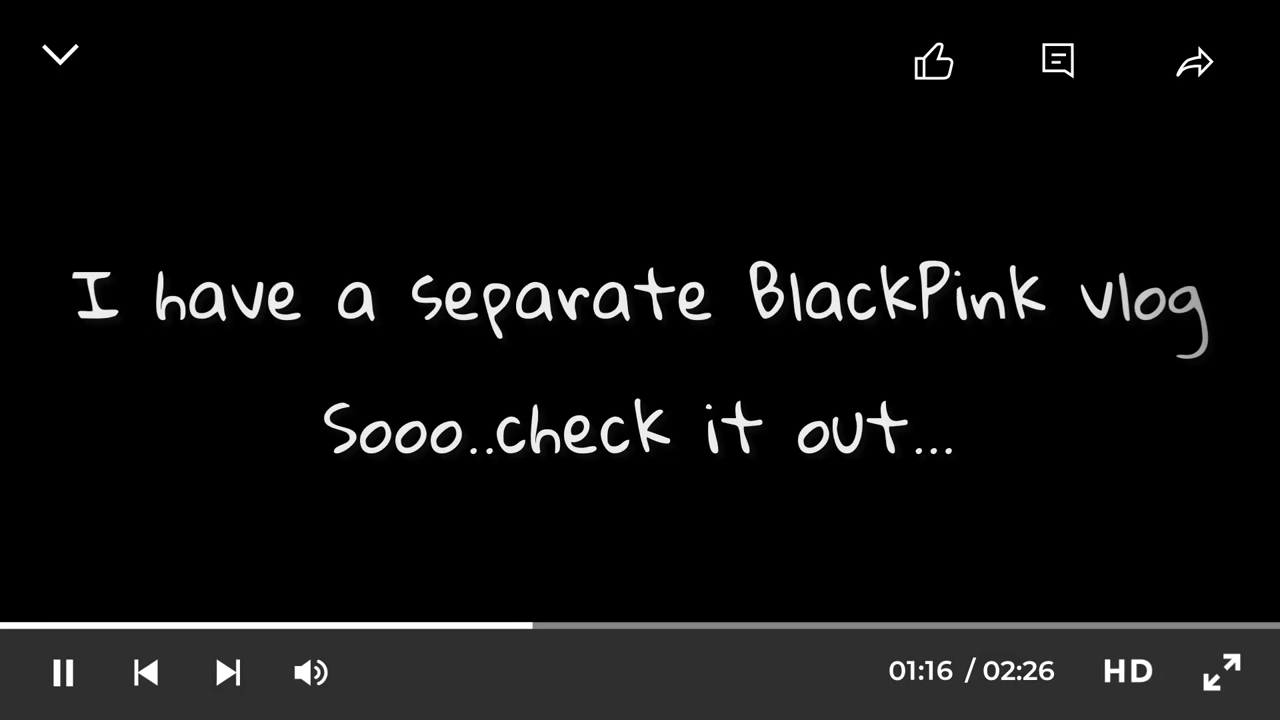 I have a separate BlackPink vlog
Sooo..check it out...
01:16 / 02:26 HD